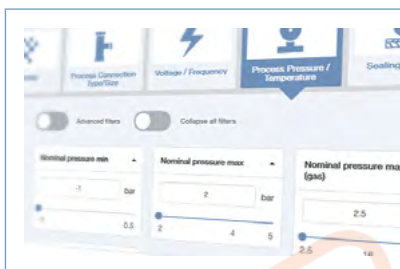 Process Connection
Type/Size
Voltage / Frequency
Process Pressure /
Temperature
Sealing
Advanced filters
Collapse all filters
Nominal pressure min
-1
bar
-1
0.5
Nominal pressure max
2
bar
2
4
5
Nominal pressure ma
(gas)
2.5
2.5
16